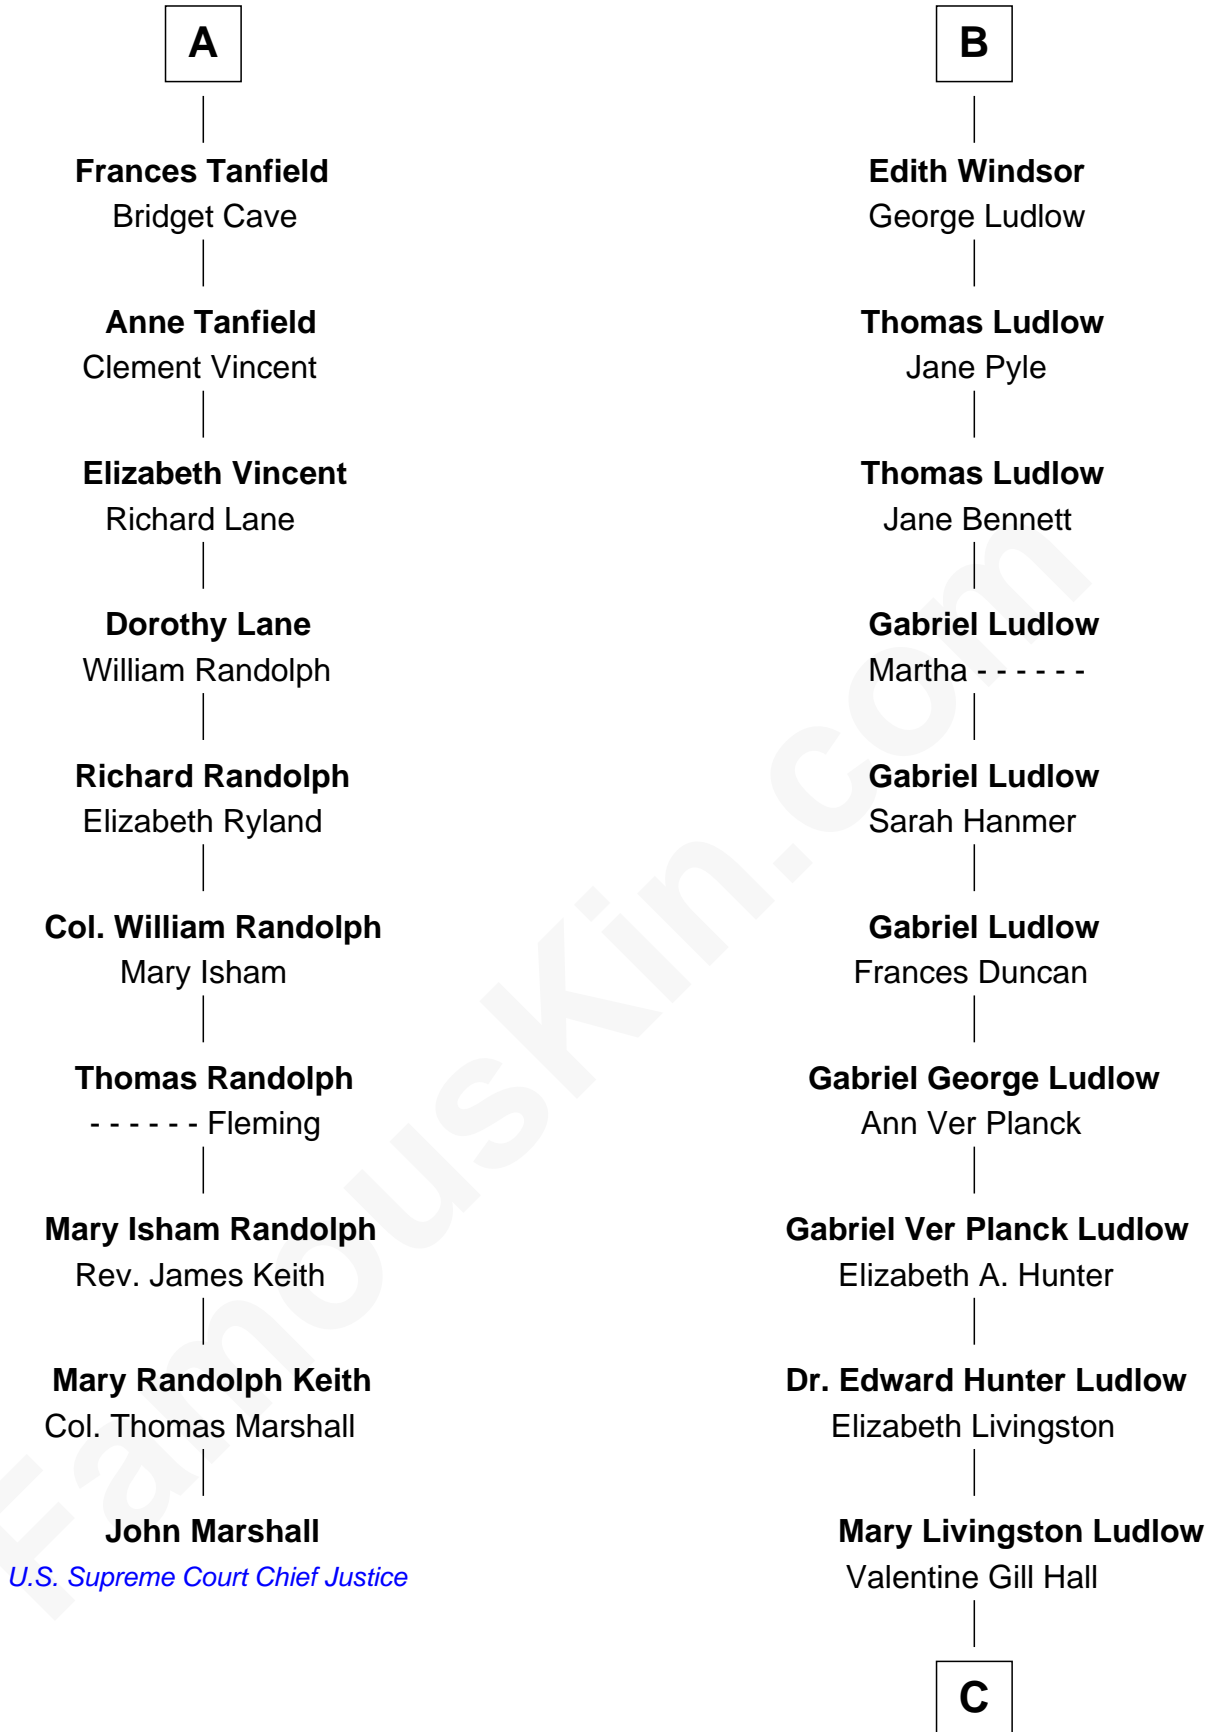 A
Frances Tanfield
Bridget Cave
Anne Tanfield
Clement Vincent
Elizabeth Vincent
Richard Lane
Dorothy Lane
William Randolph
Richard Randolph
Elizabeth Ryland
Col. William Randolph
Mary Isham
Thomas Randolph
- - - - - - Fleming
Mary Isham Randolph
Rev. James Keith
Mary Randolph Keith
Col. Thomas Marshall
John Marshall
U.S. Supreme Court Chief Justice
B
Edith Windsor
George Ludlow
Thomas Ludlow
Jane Pyle
Thomas Ludlow
Jane Bennett
Gabriel Ludlow
Martha - - - - - -
Gabriel Ludlow
Sarah Hanmer
Gabriel Ludlow
Frances Duncan
Gabriel George Ludlow
Ann Ver Planck
Gabriel Ver Planck Ludlow
Elizabeth A. Hunter
Dr. Edward Hunter Ludlow
Elizabeth Livingston
Mary Livingston Ludlow
Valentine Gill Hall
C
FamousKin.com